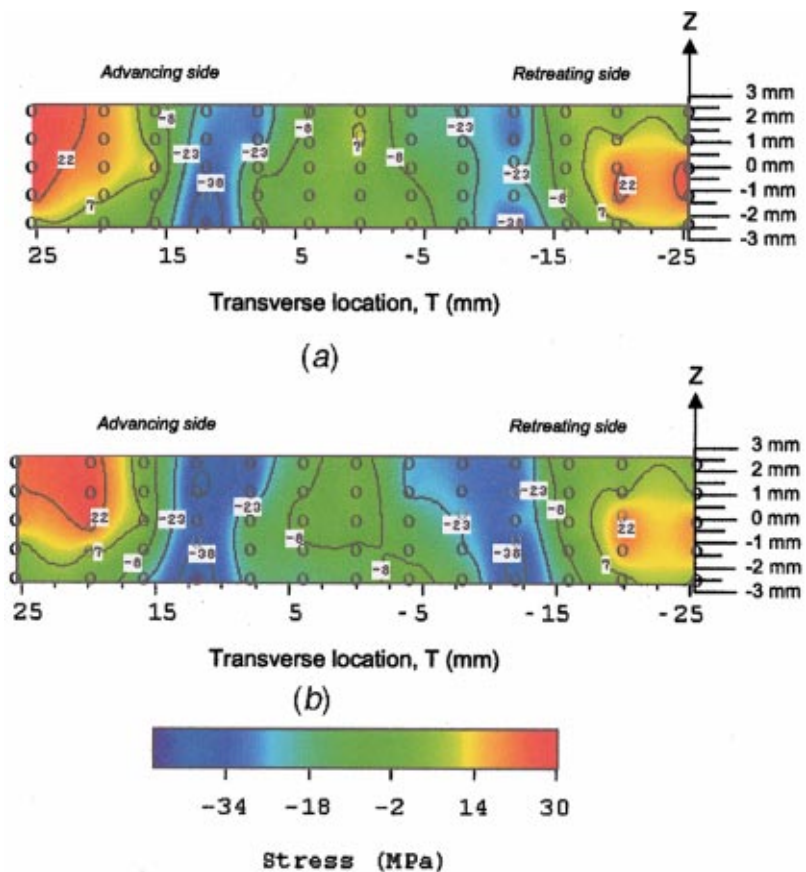 Z
Advancing side
Retreating side
3 mm
2 mm
1 mm
0 mm
-1 mm
-2 mm
-3 mm
-8
-8
7
-8
-23
-23
-23
22
-38
-23
-8
22
7
7
-38
25
15
5
-5
-15
-25
Transverse location, T (mm)
(a)
Z
Advancing side
Retreating side
3 mm
2 mm
1 mm
0 mm
-1 mm
-2 mm
-3 mm
22
-23
-23
-8
-23
-23
-8
22
7
-38
-38
-8
-8
7
25
15
5
-5
-15
-25
Transverse location, T (mm)
(b)
-34
-18
-2
14
30
Stress (MPa)